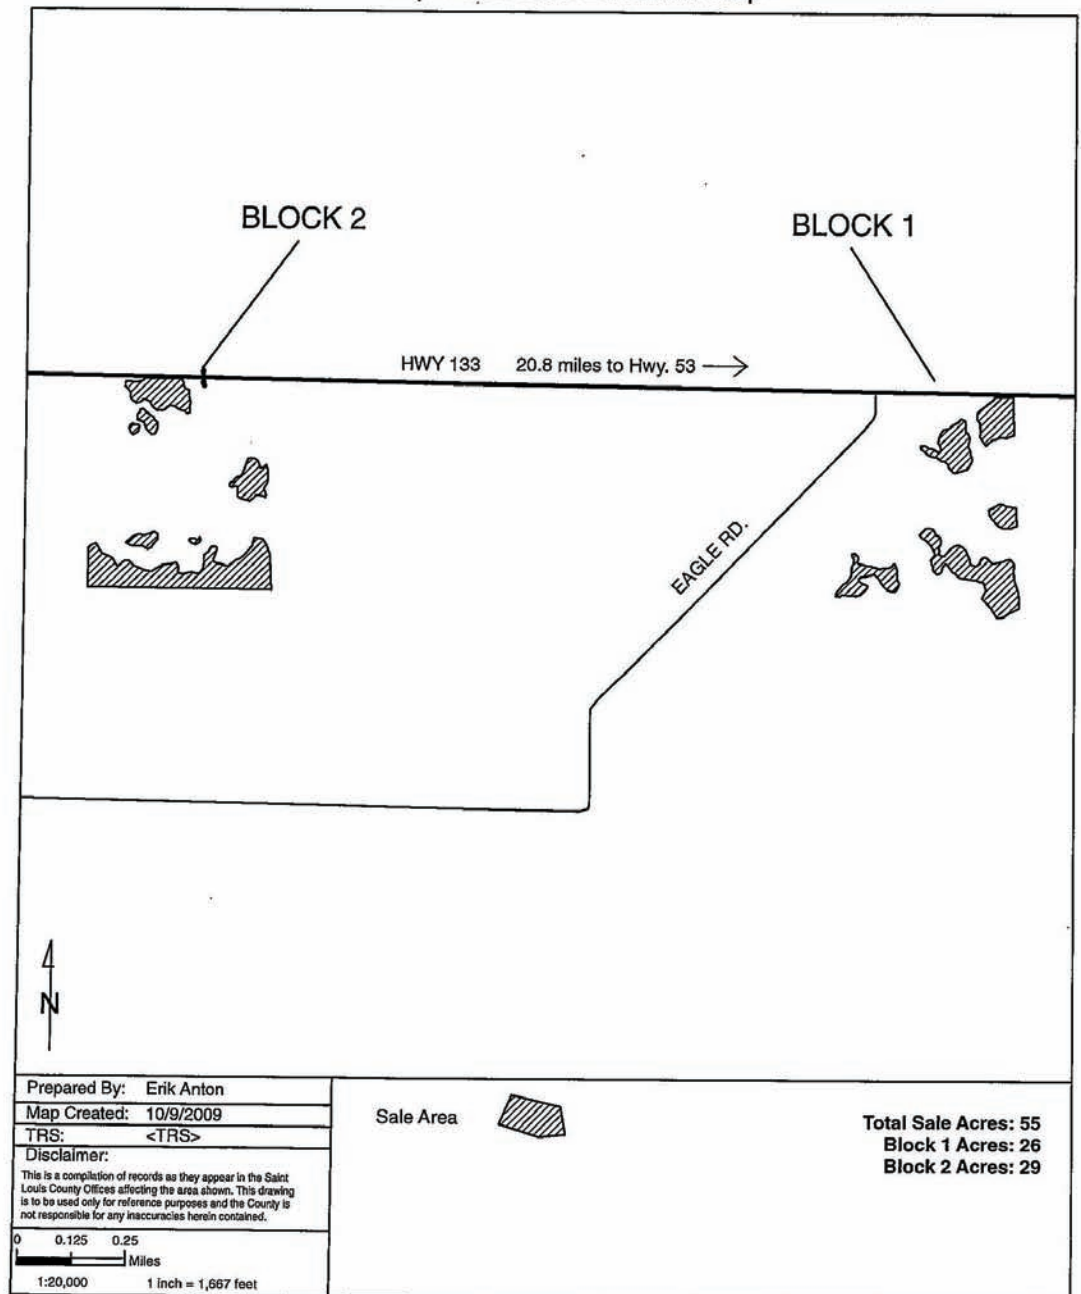 BLOCK 2
BLOCK 1
HWY 133 20.8 miles to Hwy. 53
EAGLE RD.
N
Prepared By: Erik Anton
Map Created: 10/9/2009
TRS: <TRS>
Disclaimer:
This is a compilation of records as they appear in the Saint
Louis County Offices affecting the area shown. This drawing
is to be used only for reference purposes and the County is
not responsible for any inaccuracies herein contained.
0 0.125 0.25
Miles
1:20,000 1 inch = 1,667 feet
Sale Area
Total Sale Acres: 55
Block 1 Acres: 26
Block 2 Acres: 29